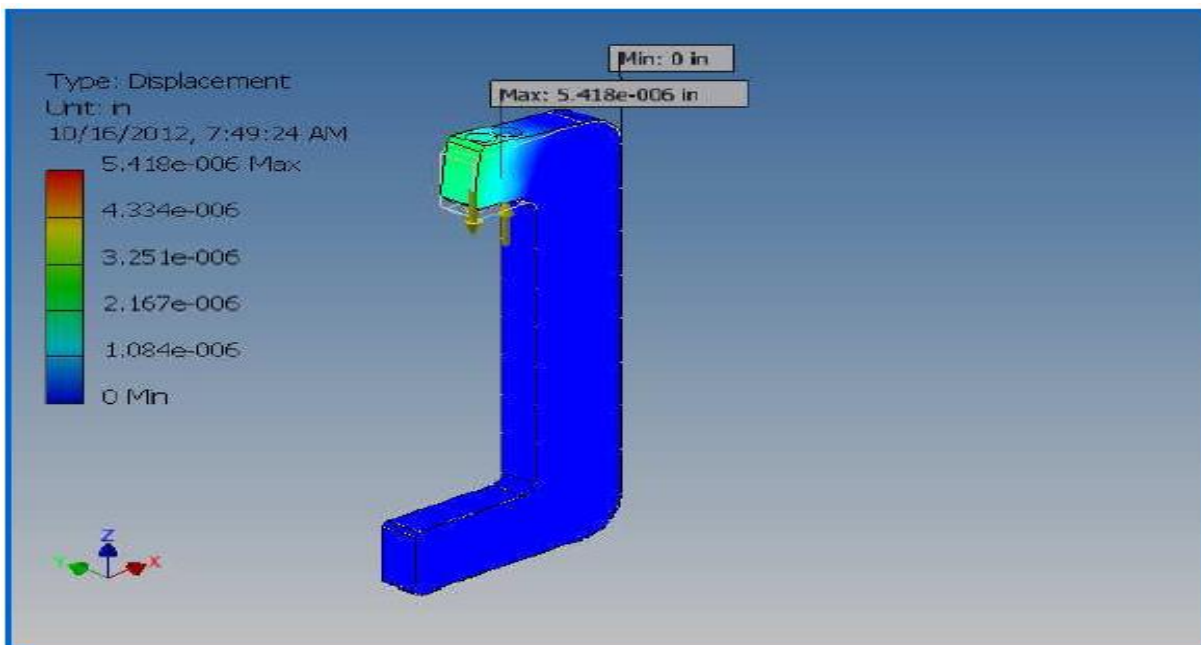 Type: Displacement
Unit: in
10/16/2012, 7:49:24 AM
5.418e-006 Max
4.334e-006
3.251e-006
2.167e-006
1.084e-006
0 Min
Min: 0 in
Max: 5.418e-006 in
Z
Y
X